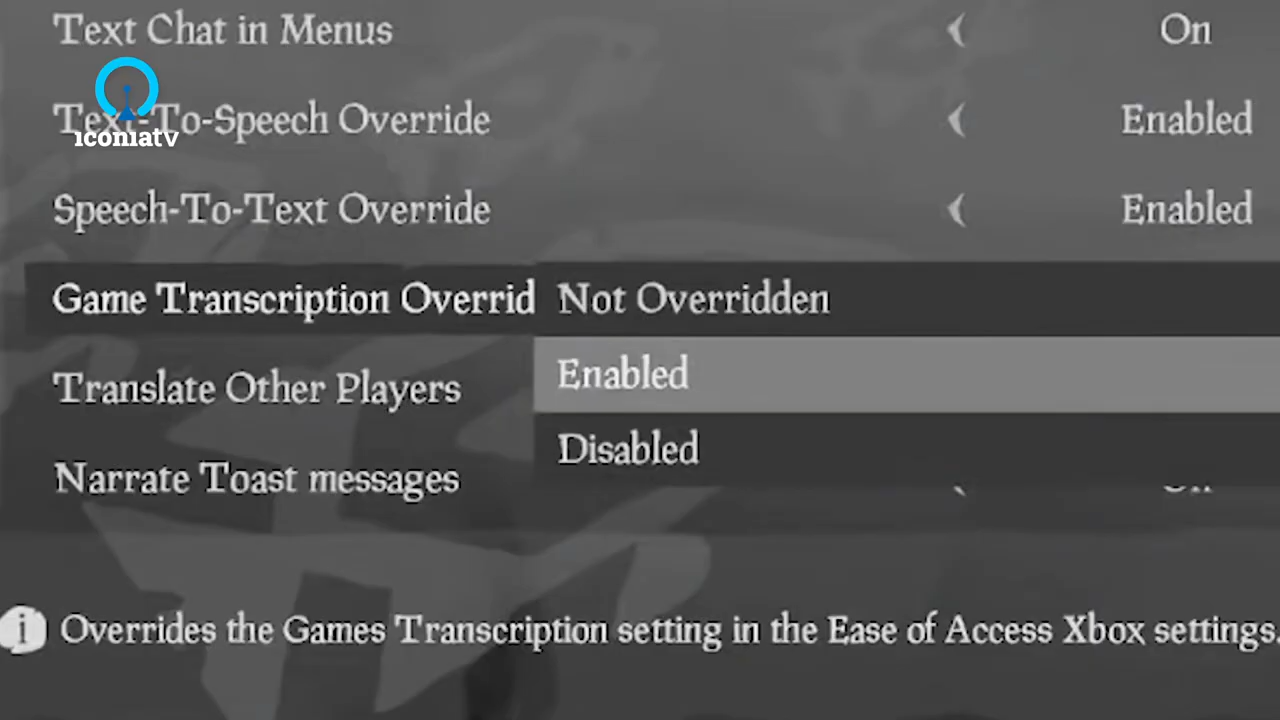 Text Chat in Menus On
Text-To-Speech Override Enabled
iconiatv
Speech-To-Text Override Enabled
Game Transcription Overrid Not Overridden
Enabled
Translate Other Players
Disabled
Narrate Toast messages
i Overrides the Games Transcription setting in the Ease of Access Xbox settings.